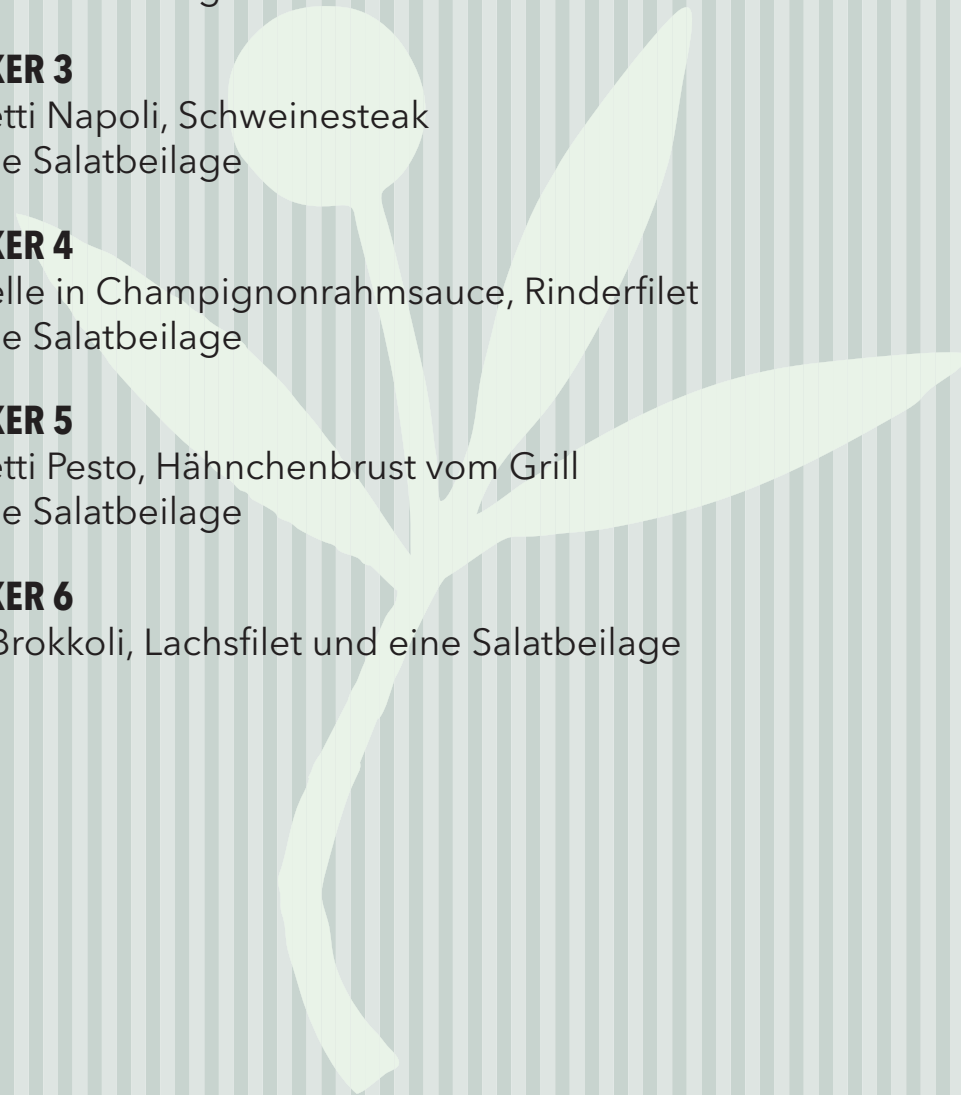 KER 3
etti Napoli, Schweinesteak
e Salatbeilage
KER 4
elle in Champignonrahmsauce, Rinderfilet
e Salatbeilage
KER 5
etti Pesto, Hähnchenbrust vom Grill
e Salatbeilage
KER 6
Brokkoli, Lachsfilet und eine Salatbeilage